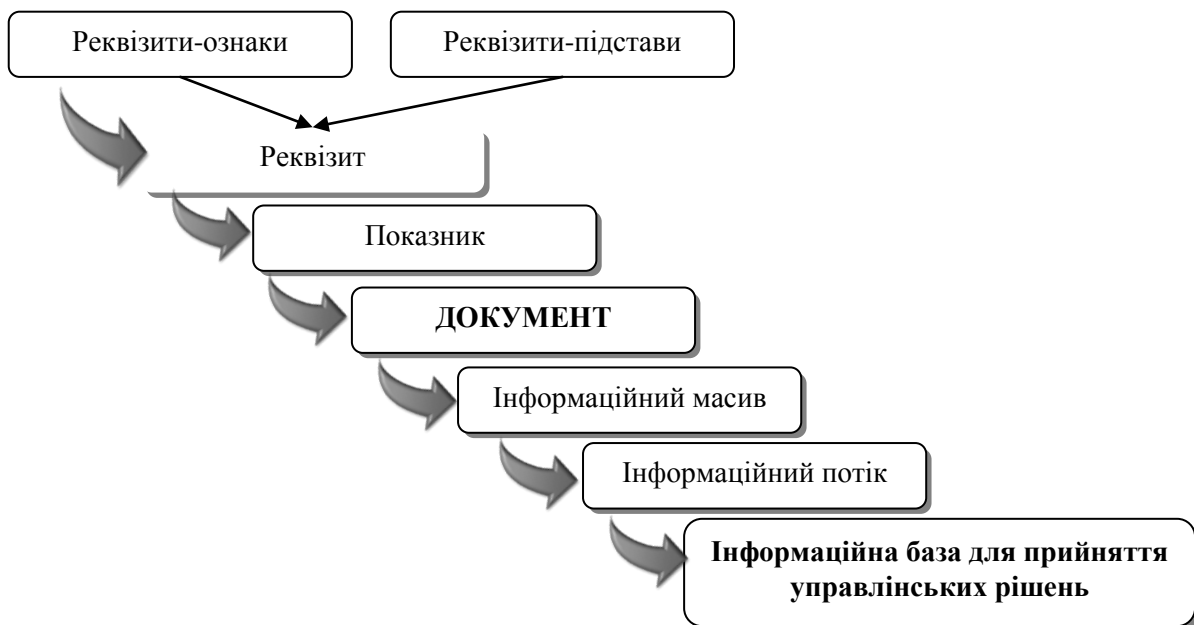 Реквізити-ознаки
Реквізити-підстави
Реквізит
Показник
ДОКУМЕНТ
Інформаційний масив
Інформаційний потік
Інформаційна база для прийняття
управлінських рішень